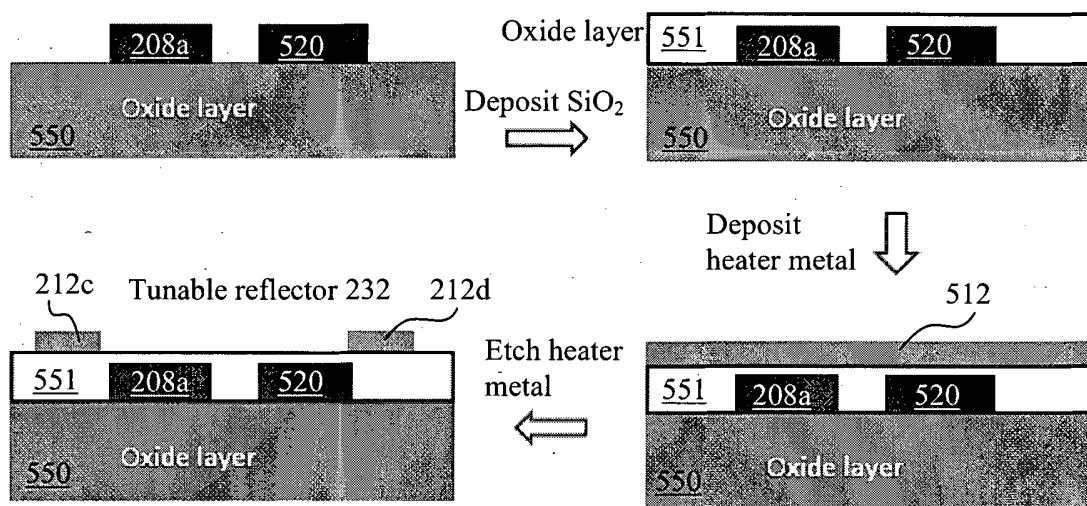 208a 520
Oxide layer
550
Deposit SiO₂
Oxide layer 551 208a 520
Oxide layer
550
Deposit
heater metal
512
551 208a 520
Oxide layer
550
Etch heater
metal
212c Tunable reflector 232 212d
551 208a 520
Oxide layer
550